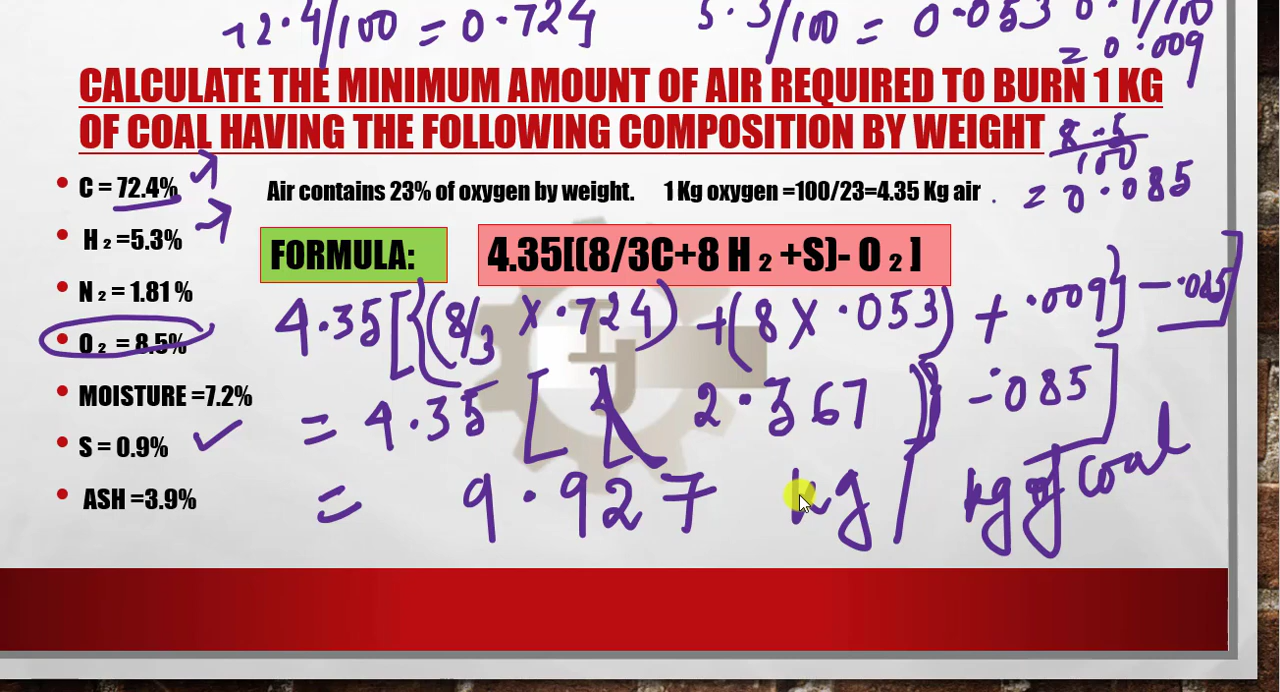 72.4/100 = 0.724 5.3/100 = 0.053 0.9/100
= 0.009
CALCULATE THE MINIMUM AMOUNT OF AIR REQUIRED TO BURN 1 KG
OF COAL HAVING THE FOLLOWING COMPOSITION BY WEIGHT
8.5/100
= 0.085
• C = 72.4%
Air contains 23% of oxygen by weight. 1 Kg oxygen =100/23=4.35 Kg air .
• H 2 =5.3%
FORMULA: 4.35[(8/3C+8 H 2 +S)- O 2 ]
• N 2 = 1.81 %
4.35[{(8/3 X .724) + (8 X .053) + .009} - .085]
• O 2 = 8.5%
• MOISTURE =7.2%
= 4.35 [ 2.367 } - .085 ]
• S = 0.9%
• ASH =3.9%
= 9.927 kg / kg of coal